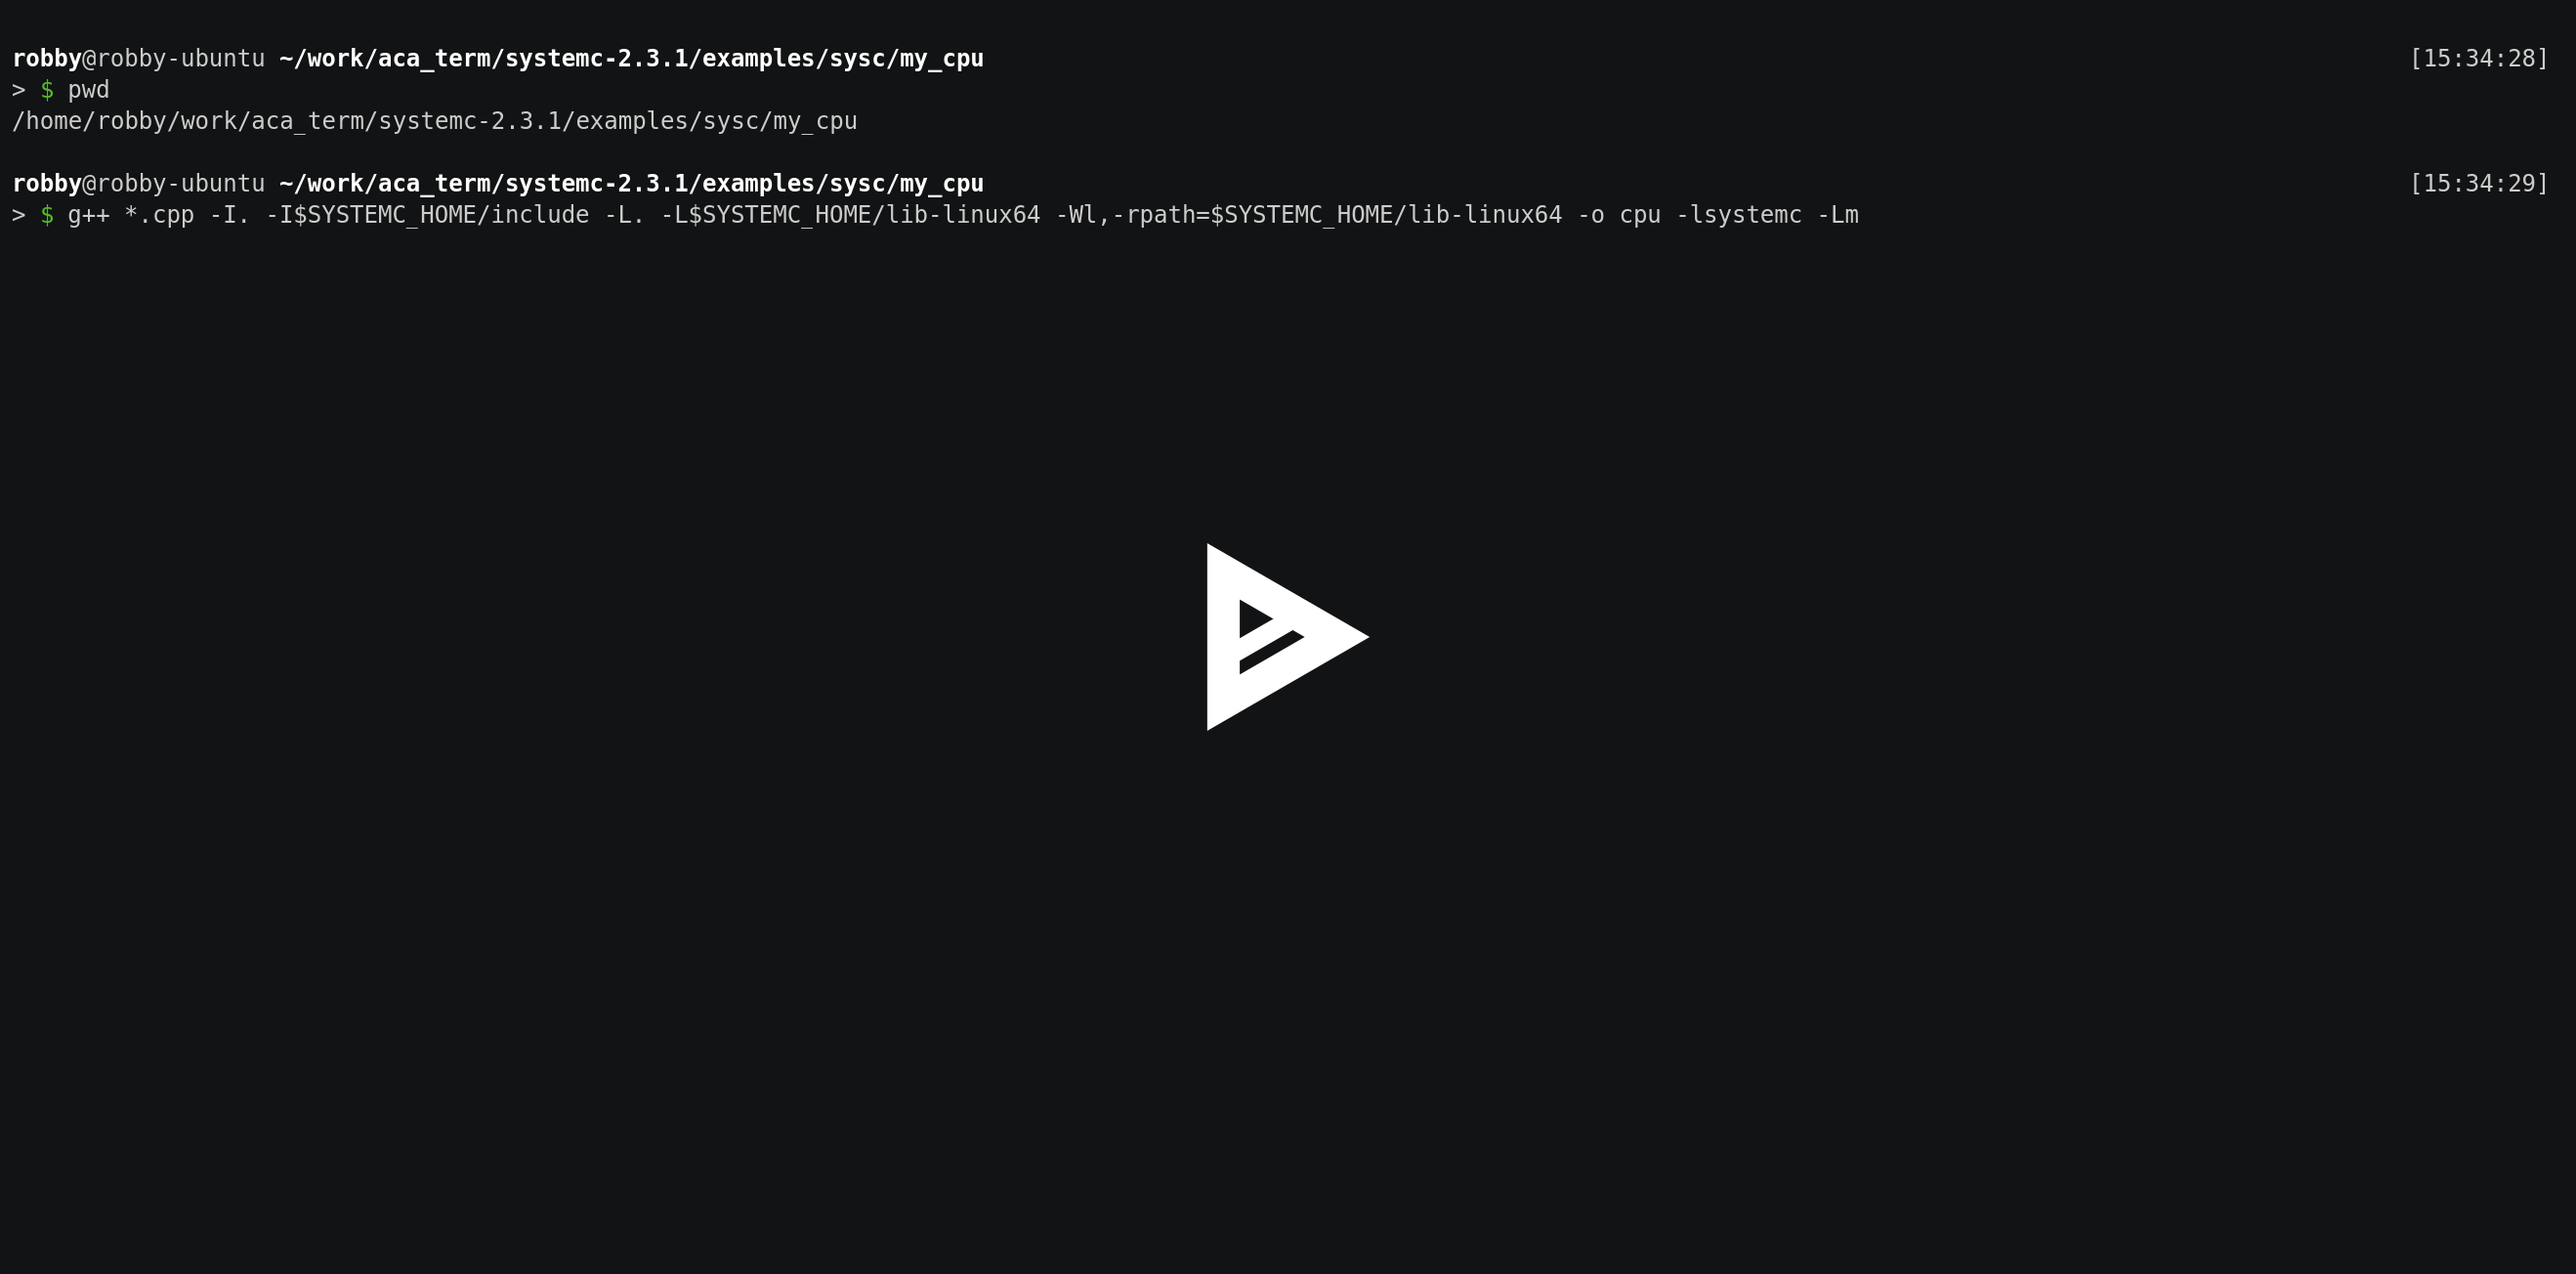 robby@robby-ubuntu ~/work/aca_term/systemc-2.3.1/examples/sysc/my_cpu [15:34:28]
> $ pwd
/home/robby/work/aca_term/systemc-2.3.1/examples/sysc/my_cpu
robby@robby-ubuntu ~/work/aca_term/systemc-2.3.1/examples/sysc/my_cpu [15:34:29]
> $ g++ *.cpp -I. -I$SYSTEMC_HOME/include -L. -L$SYSTEMC_HOME/lib-linux64 -Wl,-rpath=$SYSTEMC_HOME/lib-linux64 -o cpu -lsystemc -Lm